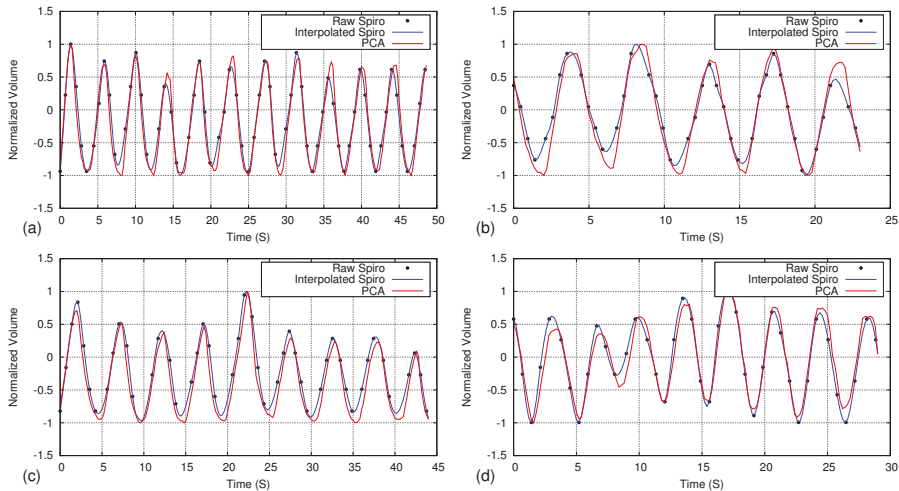 Raw Spiro
Interpolated Spiro
PCA
1.5
1
0.5
0
-0.5
-1
-1.5
Normalized Volume
0 5 10 15 20 25 30 35 40 45 50
Time (S)
(a)
Raw Spiro
Interpolated Spiro
PCA
1.5
1
0.5
0
-0.5
-1
-1.5
Normalized Volume
0 5 10 15 20 25
Time (S)
(b)
Raw Spiro
Interpolated Spiro
PCA
1.5
1
0.5
0
-0.5
-1
-1.5
Normalized Volume
0 5 10 15 20 25 30 35 40 45
Time (S)
(c)
Raw Spiro
Interpolated Spiro
PCA
1.5
1
0.5
0
-0.5
-1
-1.5
Normalized Volume
0 5 10 15 20 25 30
Time (S)
(d)